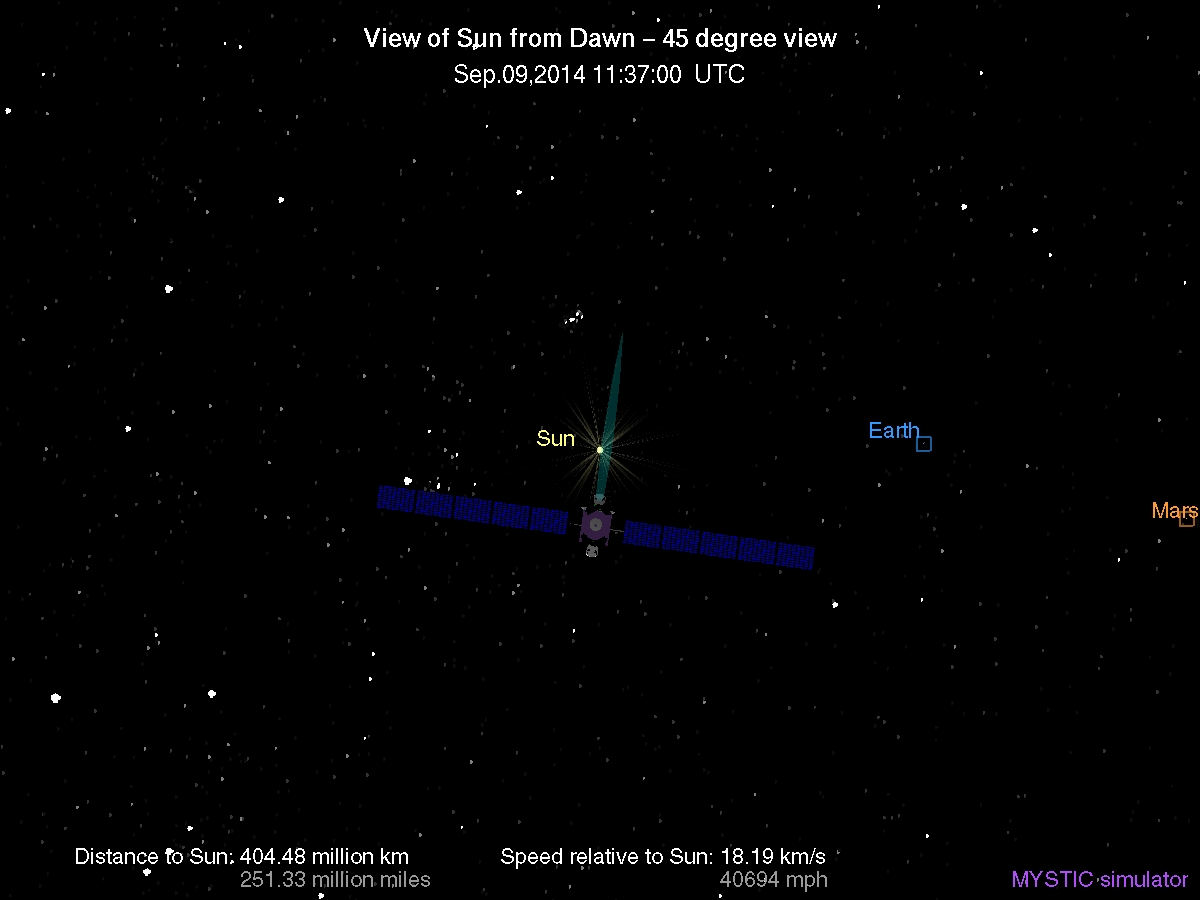 View of Sun from Dawn – 45 degree view
Sep.09,2014 11:37:00 UTC
Sun
Earth
Mars
Distance to Sun: 404.48 million km
251.33 million miles
Speed relative to Sun: 18.19 km/s
40694 mph
MYSTIC simulator